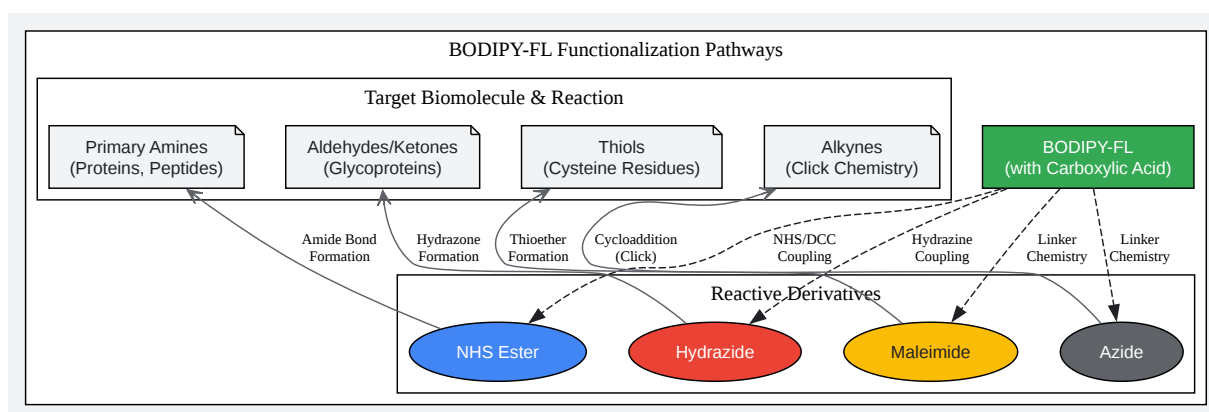 BODIPY-FL Functionalization Pathways
Target Biomolecule & Reaction
Primary Amines
(Proteins, Peptides)
Aldehydes/Ketones
(Glycoproteins)
Thiols
(Cysteine Residues)
Alkynes
(Click Chemistry)
BODIPY-FL
(with Carboxylic Acid)
Amide Bond
Formation
Hydrazone
Formation
Thioether
Formation
Cycloaddition
(Click)
NHS/DCC
Coupling
Hydrazine
Coupling
Linker
Chemistry
Linker
Chemistry
Reactive Derivatives
NHS Ester
Hydrazide
Maleimide
Azide